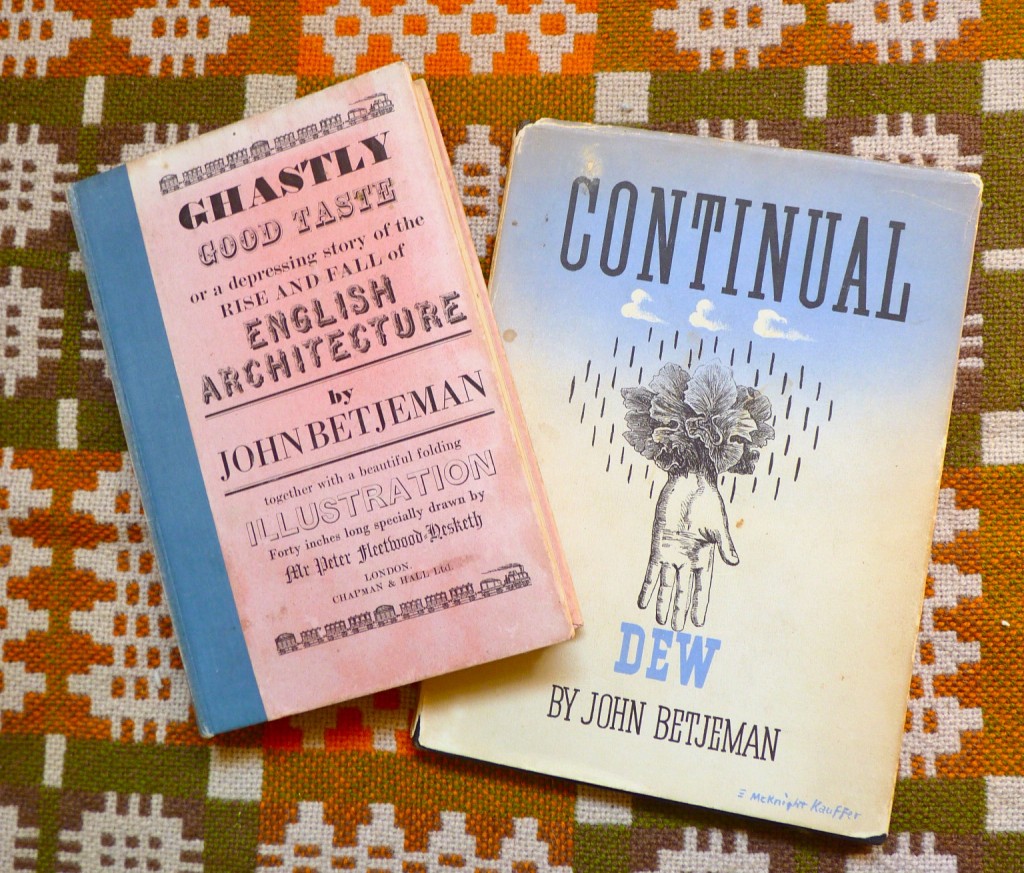 GHASTLY
GOOD TASTE
or a depressing story of the
RISE AND FALL of
ENGLISH
ARCHITECTURE
by
JOHN BETJEMAN
together with a beautiful folding
ILLUSTRATION
Forty inches long specially drawn by
Mr Peter Fleetwood-Hesketh
LONDON.
CHAPMAN & HALL Ltd.
CONTINUAL
DEW
BY JOHN BETJEMAN
E McKnight Kauffer